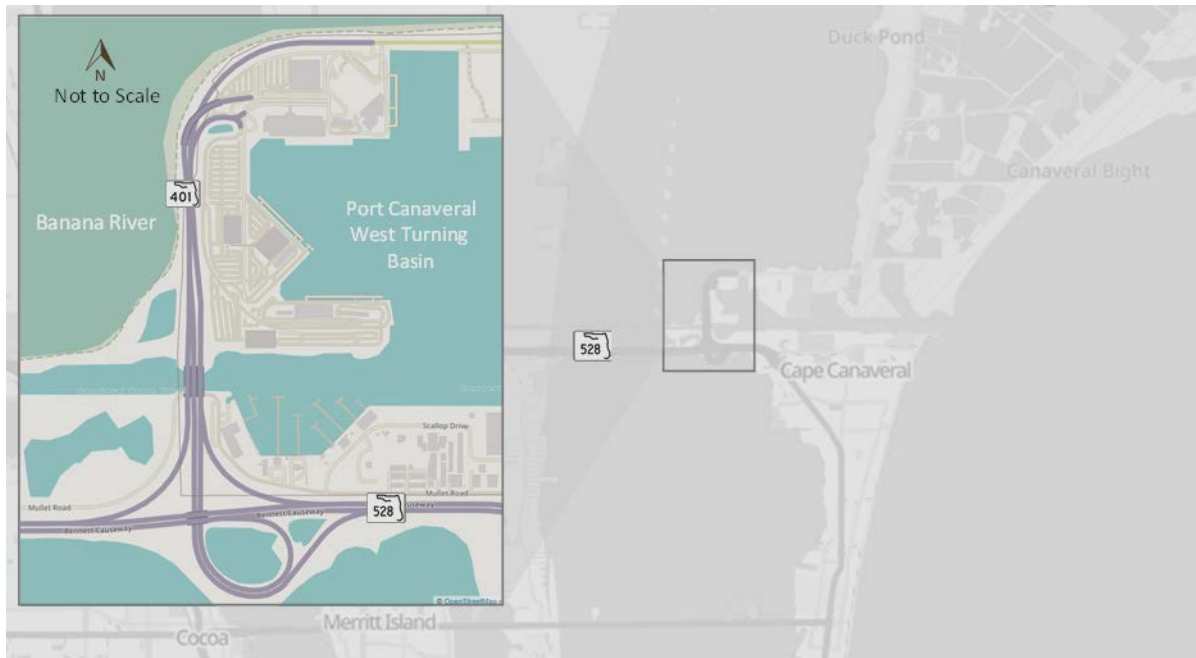 N
Not to Scale
401
Banana River
Port Canaveral
West Turning
Basin
Scallop Drive
Mullet Road
Mullet Road
528
Bennett Causeway
Bennett Causeway
© OpenStreetMap
Duck Pond
Canaveral Bight
528
Cape Canaveral
Merritt Island
Cocoa